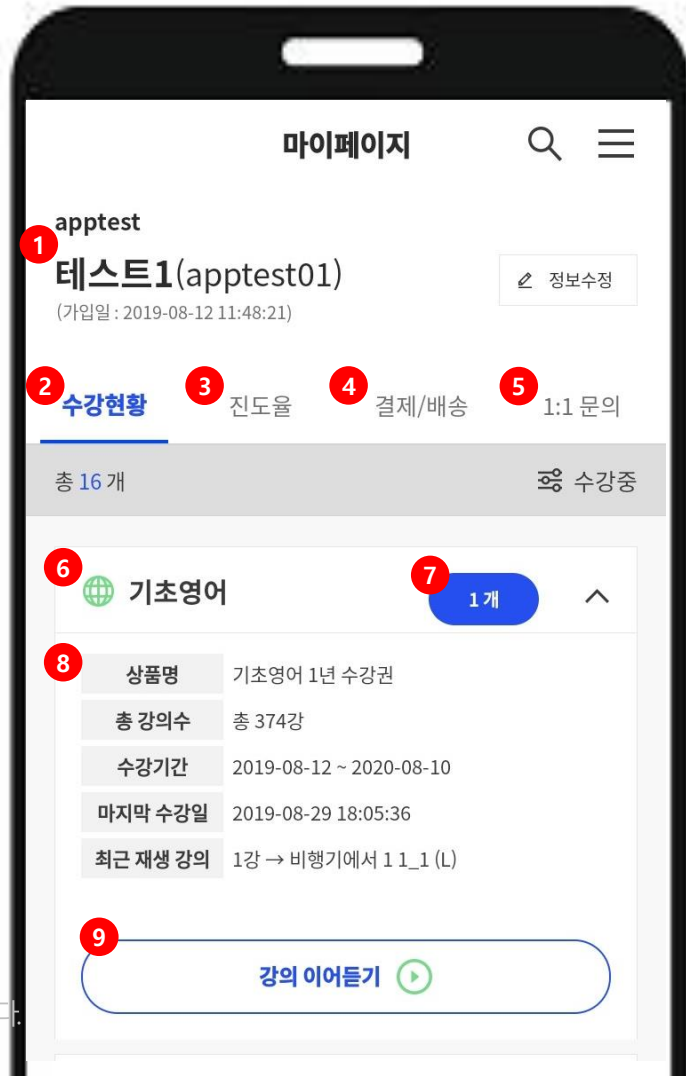 마이페이지
apptest
1
테스트1(apptest01)
정보수정
(가입일 : 2019-08-12 11:48:21)
2 3 4 5
수강현황 진도율 결제/배송 1:1 문의
총 16 개 수강중
6 7
기초영어 1 개
8
상품명 기초영어 1년 수강권
총 강의수 총 374강
수강기간 2019-08-12 ~ 2020-08-10
마지막 수강일 2019-08-29 18:05:36
최근 재생 강의 1강 → 비행기에서 1 1_1 (L)
9
강의 이어듣기